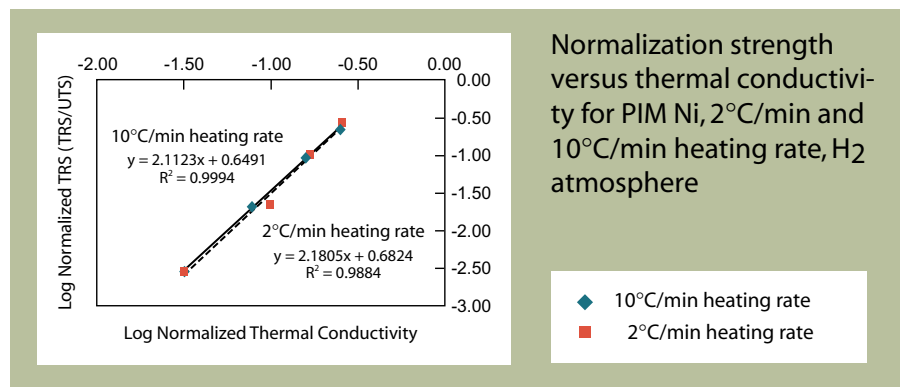 -2.00 -1.50 -1.00 -0.50 0.00
0.00
-0.50
-1.00
-1.50
-2.00
-2.50
-3.00
Log Normalized TRS (TRS/UTS)
10°C/min heating rate
y = 2.1123x + 0.6491
R² = 0.9994
2°C/min heating rate
y = 2.1805x + 0.6824
R² = 0.9884
Log Normalized Thermal Conductivity
Normalization strength
versus thermal conductivi-
ty for PIM Ni, 2°C/min and
10°C/min heating rate, H₂
atmosphere
10°C/min heating rate
2°C/min heating rate